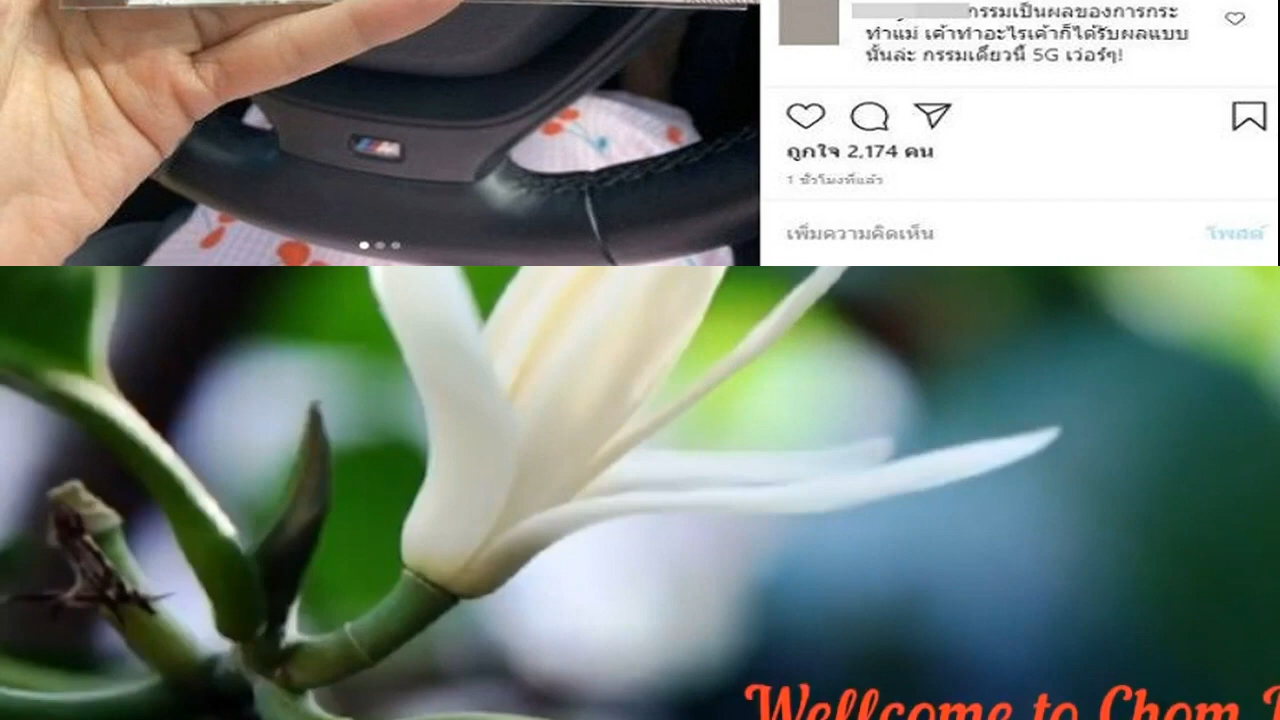 กรรมเป็นผลของการกระ
ทำแม่ เค้าทำอะไรเค้าก็ได้รับผลแบบ
นั้นล่ะ กรรมเดี๋ยวนี้ 5G เว่อร์ๆ!
ถูกใจ 2,174 คน
1 ชั่วโมงที่แล้ว
เพิ่มความคิดเห็น
โพสต์
Wellcome to Chom